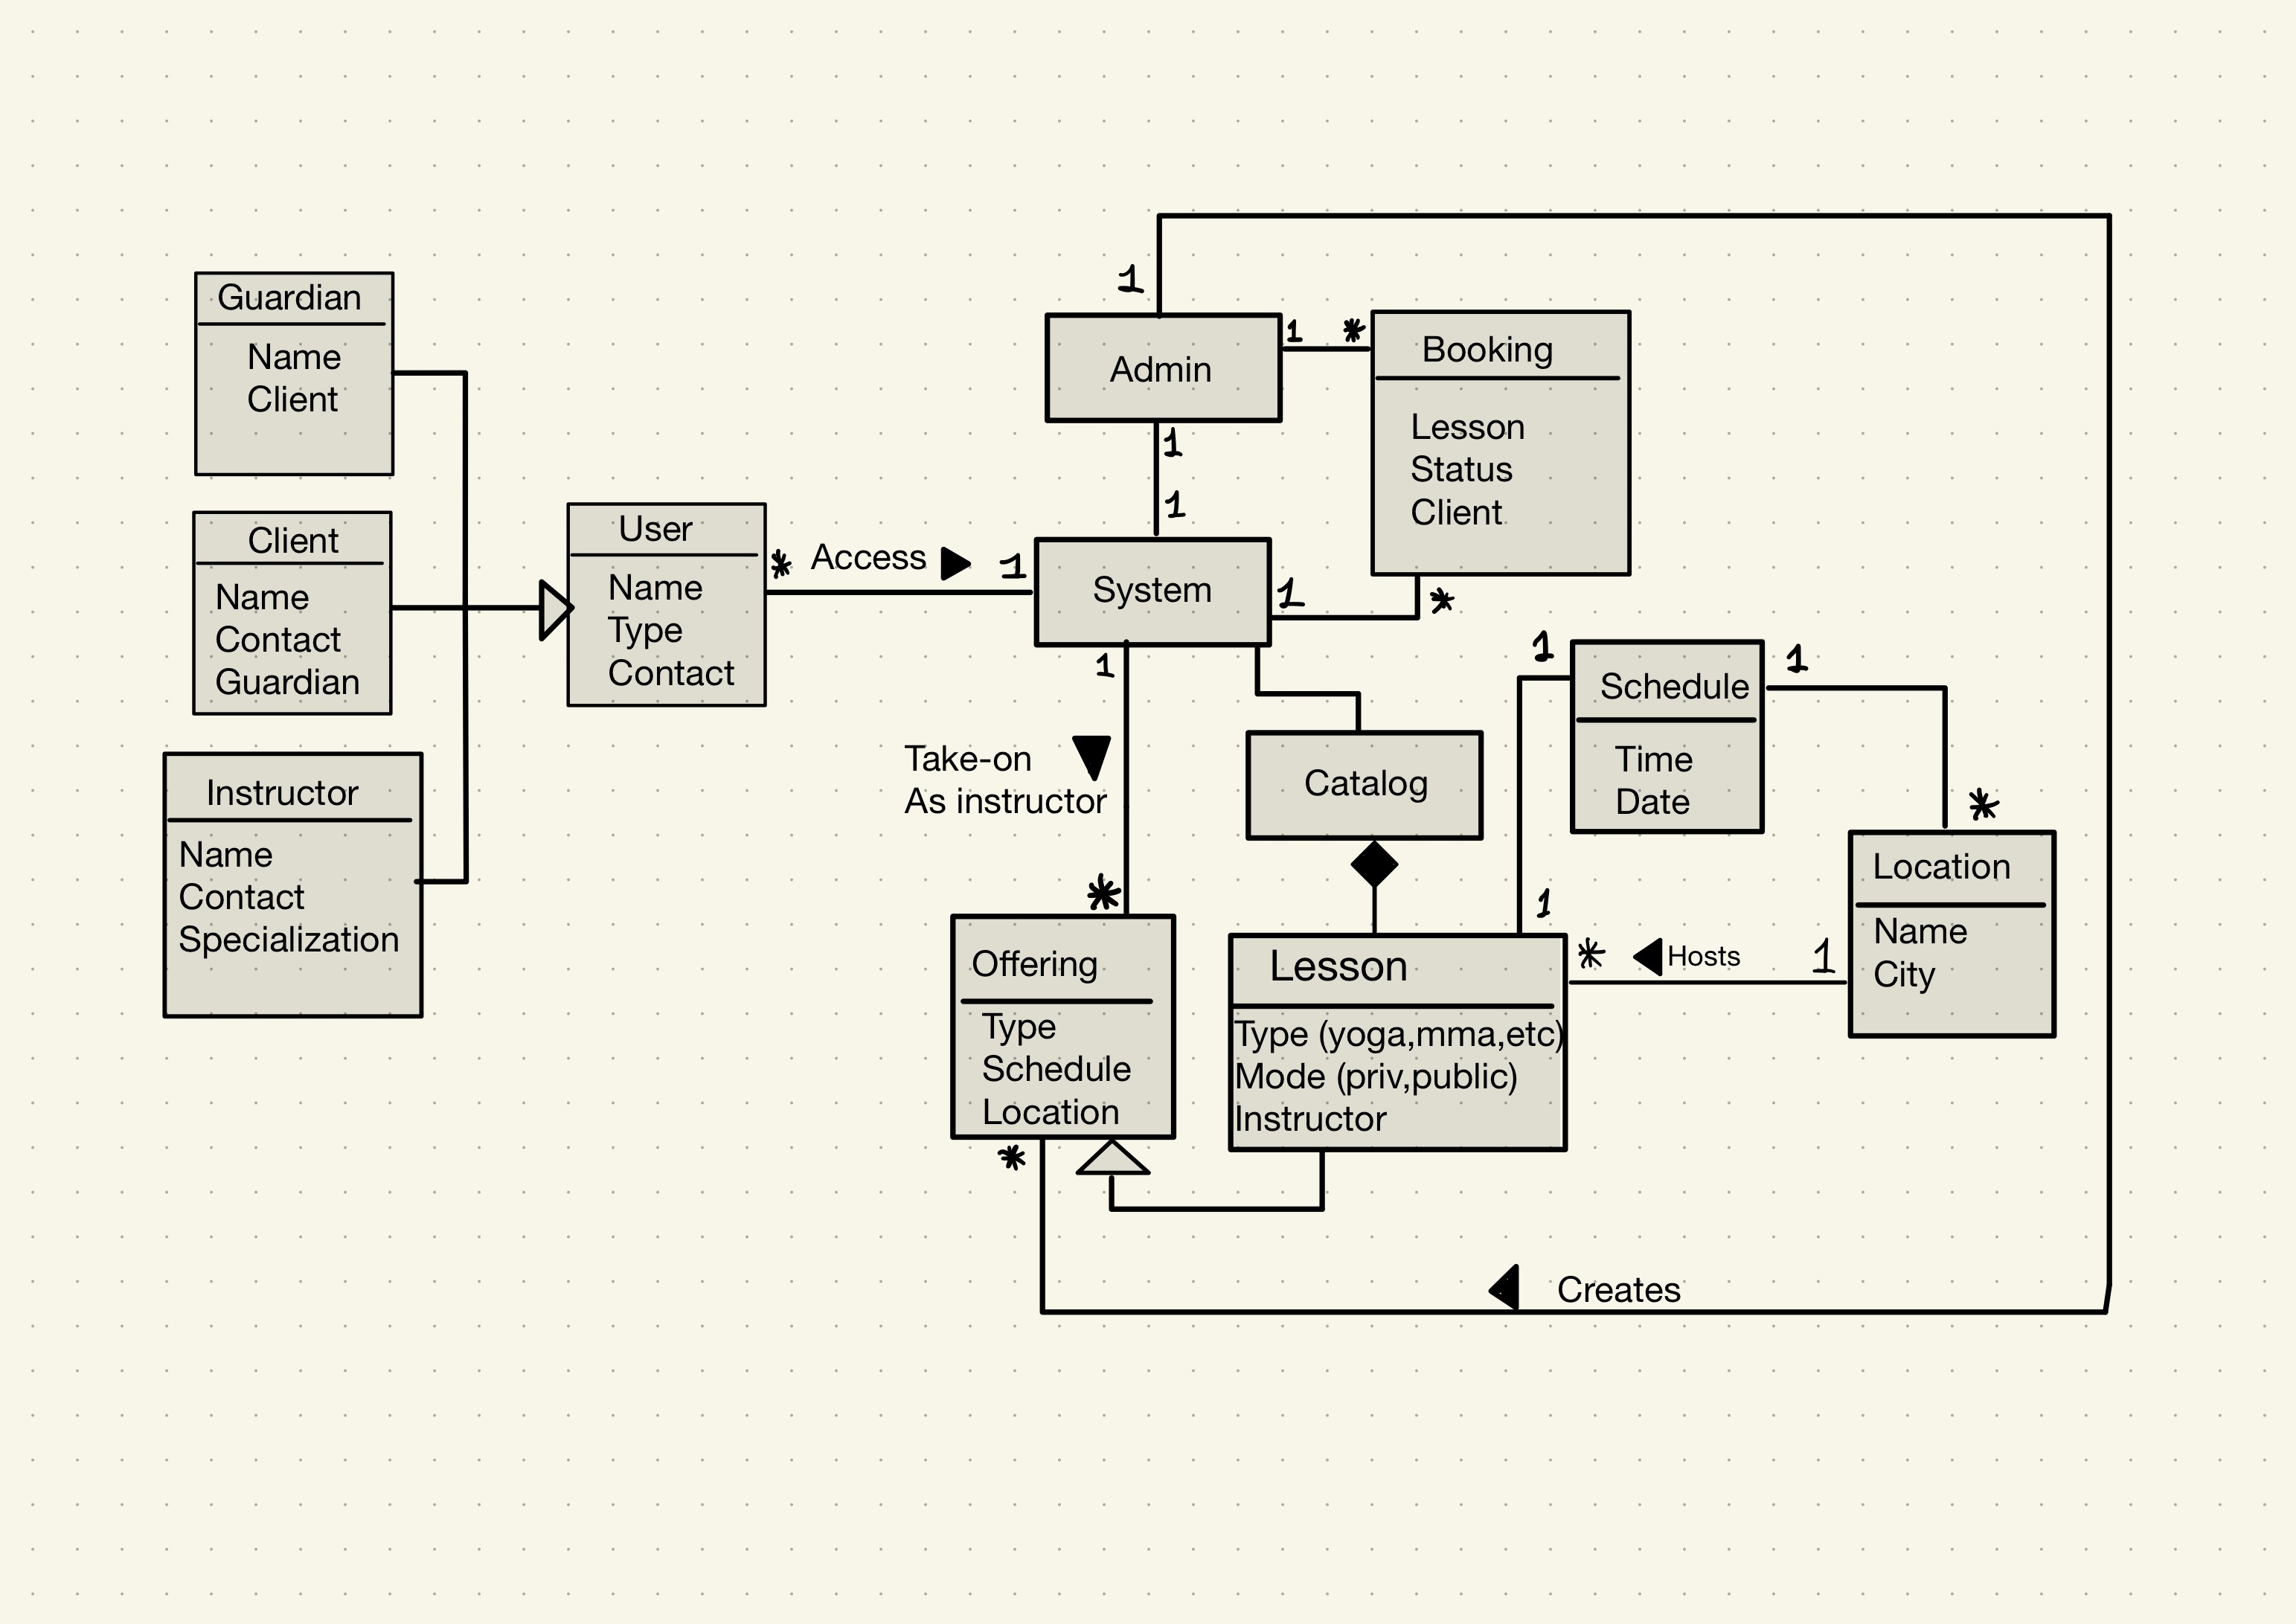 Guardian
Name
Client
Client
Name
Contact
Guardian
Instructor
Name
Contact
Specialization
User
Name
Type
Contact
* Access 1
1
Admin
1 *
Booking
Lesson
Status
Client
1
1
System
1
*
1
Take-on
As instructor
*
Catalog
1
Schedule
Time
Date
1
*
Location
Name
City
1
Offering
Type
Schedule
Location
*
Lesson
Type (yoga,mma,etc)
Mode (priv,public)
Instructor
* Hosts 1
Creates